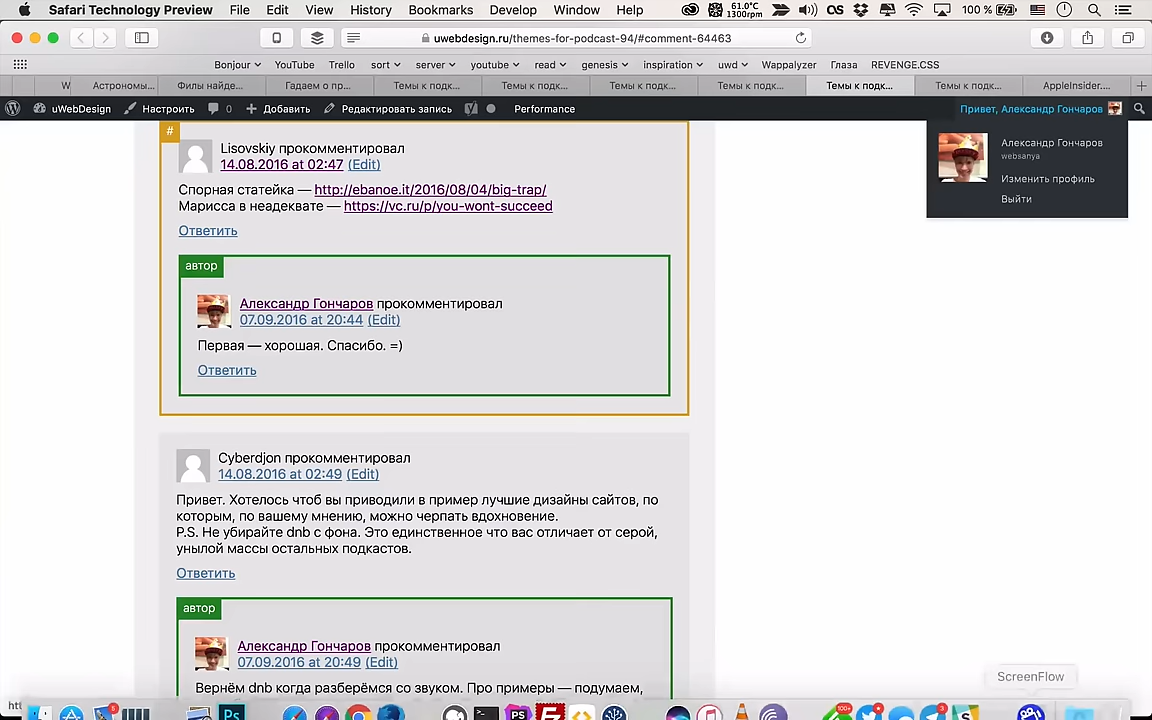 Safari Technology Preview File Edit View History Bookmarks Develop Window Help 61.0°C 1300rpm 100 %
uwebdesign.ru/themes-for-podcast-94/#comment-64463
Bonjour YouTube Trello sort server youtube read genesis inspiration uwd Wappalyzer Глаза REVENGE.CSS
W Астрономы... Филы найде... Гадаем о пр... Темы к подк... Темы к подк... Темы к подк... Темы к подк... Темы к подк... Темы к подк... AppleInsider....
uWebDesign Настроить 0 Добавить Редактировать запись Performance Привет, Александр Гончаров
Александр Гончаров
websanya
Изменить профиль
Выйти
#
Lisovskiy прокомментировал
14.08.2016 at 02:47 (Edit)
Спорная статейка — http://ebanoe.it/2016/08/04/big-trap/
Марисса в неадеквате — https://vc.ru/p/you-wont-succeed
Ответить
автор
Александр Гончаров прокомментировал
07.09.2016 at 20:44 (Edit)
Первая — хорошая. Спасибо. =)
Ответить
Cyberdjon прокомментировал
14.08.2016 at 02:49 (Edit)
Привет. Хотелось чтоб вы приводили в пример лучшие дизайны сайтов, по
которым, по вашему мнению, можно черпать вдохновение.
P.S. Не убирайте dnb с фона. Это единственное что вас отличает от серой,
унылой массы остальных подкастов.
Ответить
автор
Александр Гончаров прокомментировал
07.09.2016 at 20:49 (Edit)
Вернём dnb когда разберёмся со звуком. Про примеры — подумаем,
ScreenFlow
Ps
PS
100+